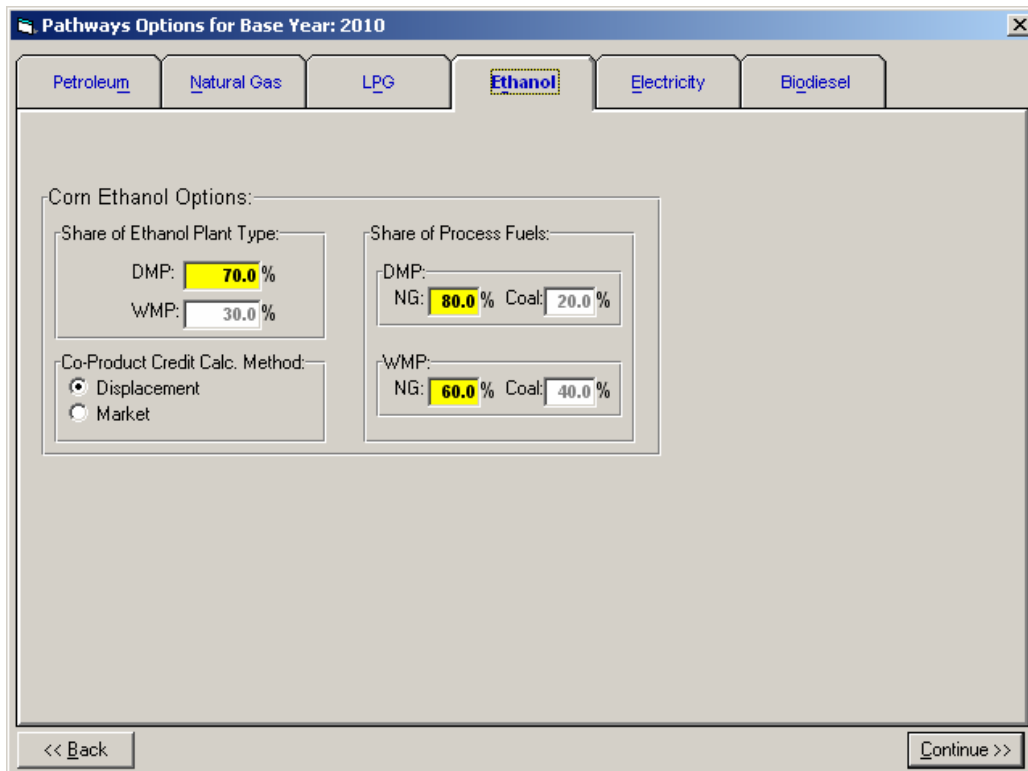 Pathways Options for Base Year: 2010
Petroleum Natural Gas LPG Ethanol Electricity Biodiesel
Corn Ethanol Options:
Share of Ethanol Plant Type:
DMP: 70.0 %
WMP: 30.0 %
Co-Product Credit Calc. Method:
Displacement
Market
Share of Process Fuels:
DMP:
NG: 80.0 % Coal: 20.0 %
WMP:
NG: 60.0 % Coal: 40.0 %
<< Back Continue >>